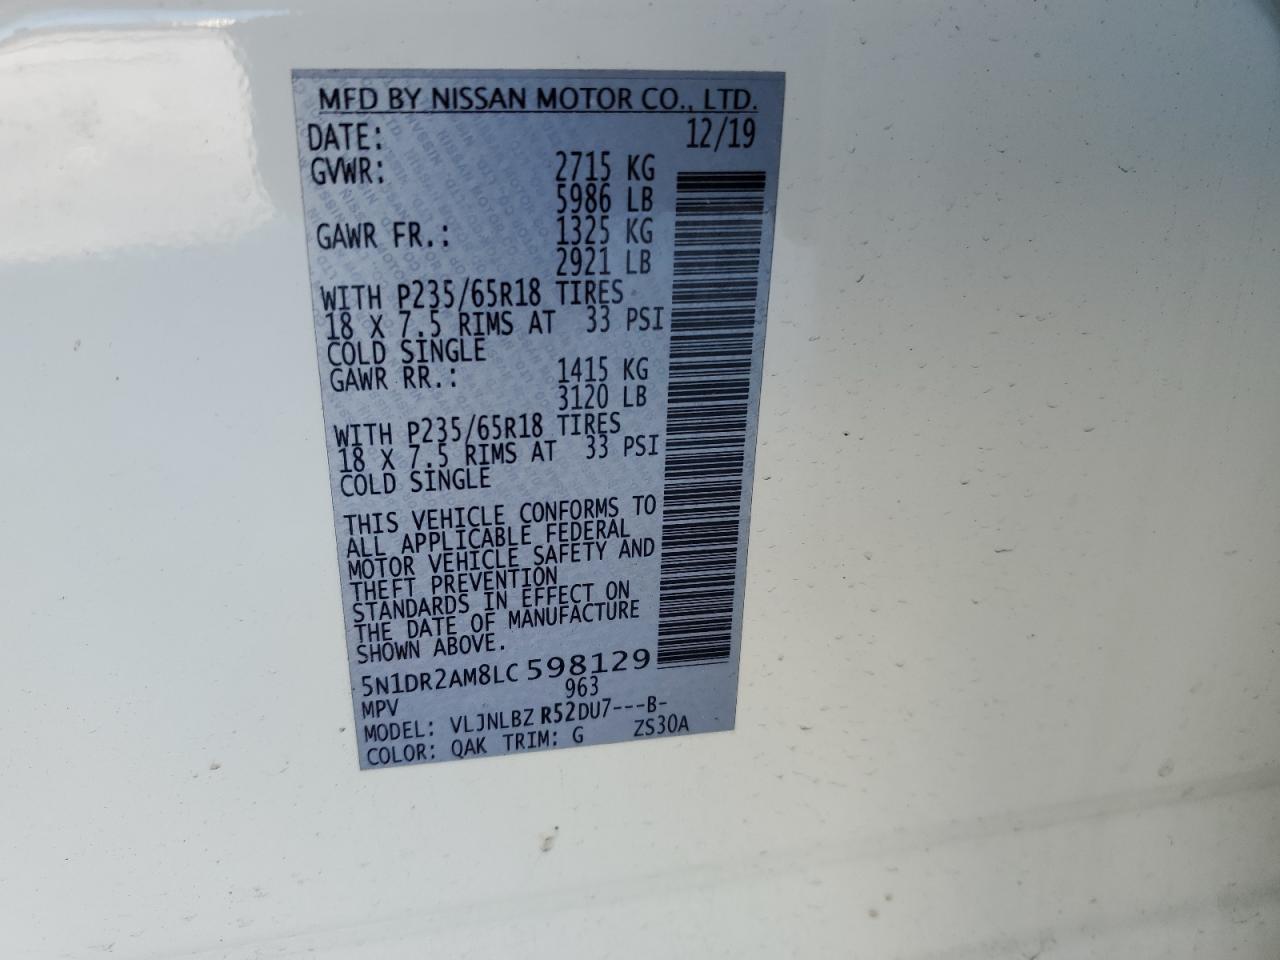 MFD BY NISSAN MOTOR CO., LTD.
DATE: 12/19
GVWR: 2715 KG
5986 LB
GAWR FR.: 1325 KG
2921 LB
WITH P235/65R18 TIRES
18 X 7.5 RIMS AT 33 PSI
COLD SINGLE
GAWR RR.: 1415 KG
3120 LB
WITH P235/65R18 TIRES
18 X 7.5 RIMS AT 33 PSI
COLD SINGLE
THIS VEHICLE CONFORMS TO
ALL APPLICABLE FEDERAL
MOTOR VEHICLE SAFETY AND
THEFT PREVENTION
STANDARDS IN EFFECT ON
THE DATE OF MANUFACTURE
SHOWN ABOVE.
5N1DR2AM8LC 598129
MPV 963
MODEL: VLJNLBZ R52DU7---B-
COLOR: QAK TRIM: G ZS30A